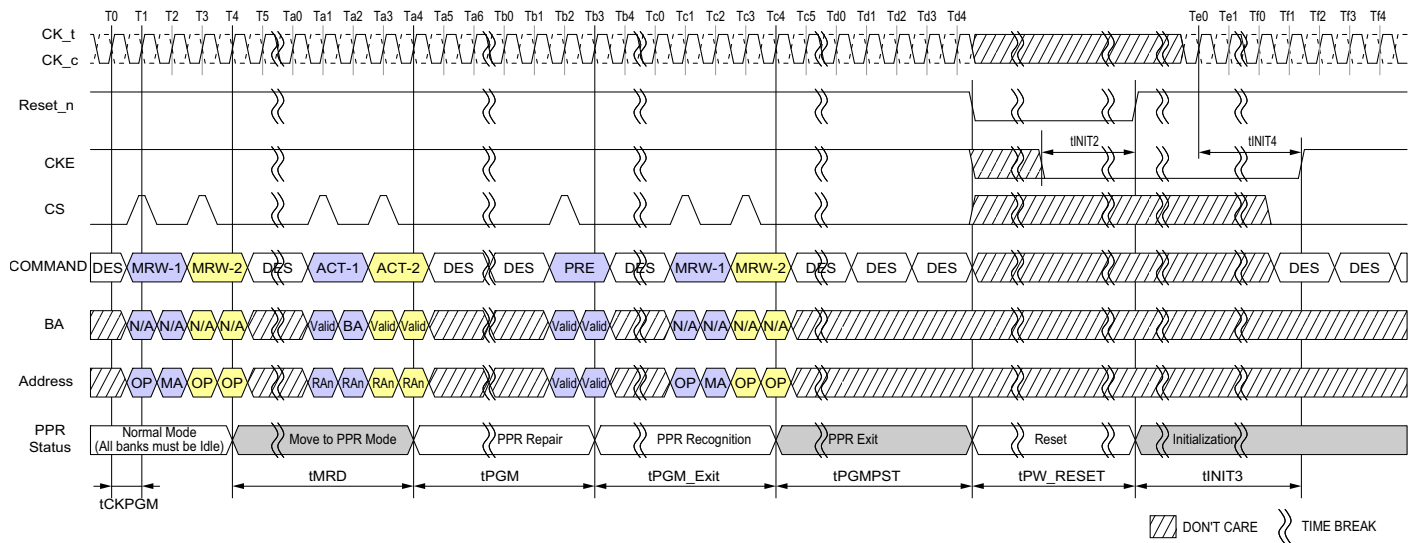 T0 T1 T2 T3 T4 T5 Ta0 Ta1 Ta2 Ta3 Ta4 Ta5 Ta6 Tb0 Tb1 Tb2 Tb3 Tb4 Tc0 Tc1 Tc2 Tc3 Tc4 Tc5 Td0 Td1 Td2 Td3 Td4 Te0 Te1 Tf0 Tf1 Tf2 Tf3 Tf4
CK_t
CK_c
Reset_n
tINIT2 tINIT4
CKE
CS
COMMAND DES MRW-1 MRW-2 DES ACT-1 ACT-2 DES DES PRE DES MRW-1 MRW-2 DES DES DES DES DES
BA N/A N/A N/A N/A Valid BA Valid Valid Valid Valid N/A N/A N/A N/A
Address OP MA OP OP RAn RAn RAn RAn Valid Valid OP MA OP OP
PPR
Status
Normal Mode
(All banks must be Idle)
Move to PPR Mode PPR Repair PPR Recognition PPR Exit Reset Initialization
tMRD tPGM tPGM_Exit tPGMPST tPW_RESET tINIT3
tCKPGM
DON'T CARE TIME BREAK